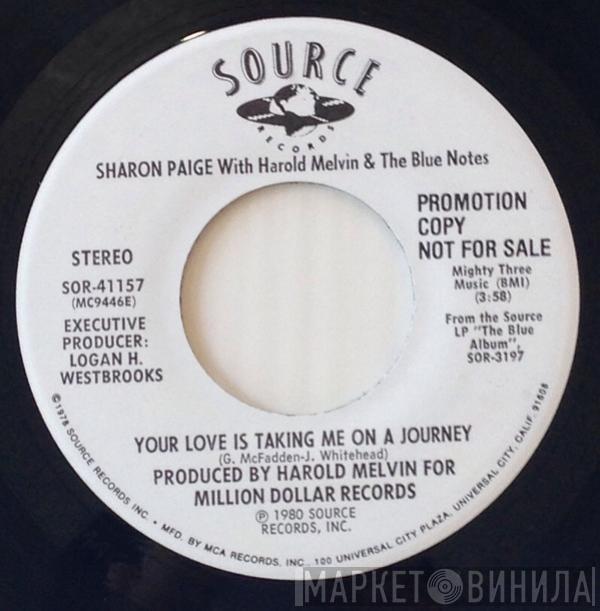 SOURCE
RECORDS
SHARON PAIGE With Harold Melvin & The Blue Notes
PROMOTION
COPY
NOT FOR SALE
STEREO
SOR-41157
(MC9446E)
EXECUTIVE
PRODUCER:
LOGAN H.
WESTBROOKS
Mighty Three
Music (BMI)
(3:58)
From the Source
LP "The Blue
Album",
SOR-3197
YOUR LOVE IS TAKING ME ON A JOURNEY
(G. McFadden-J. Whitehead)
PRODUCED BY HAROLD MELVIN FOR
MILLION DOLLAR RECORDS
℗ 1980 SOURCE
RECORDS, INC.
©1978 SOURCE RECORDS INC. • MFD. BY MCA RECORDS, INC., 100 UNIVERSAL CITY PLAZA, UNIVERSAL CITY, CALIF. 91608
МАРКЕТ ВИНИЛА